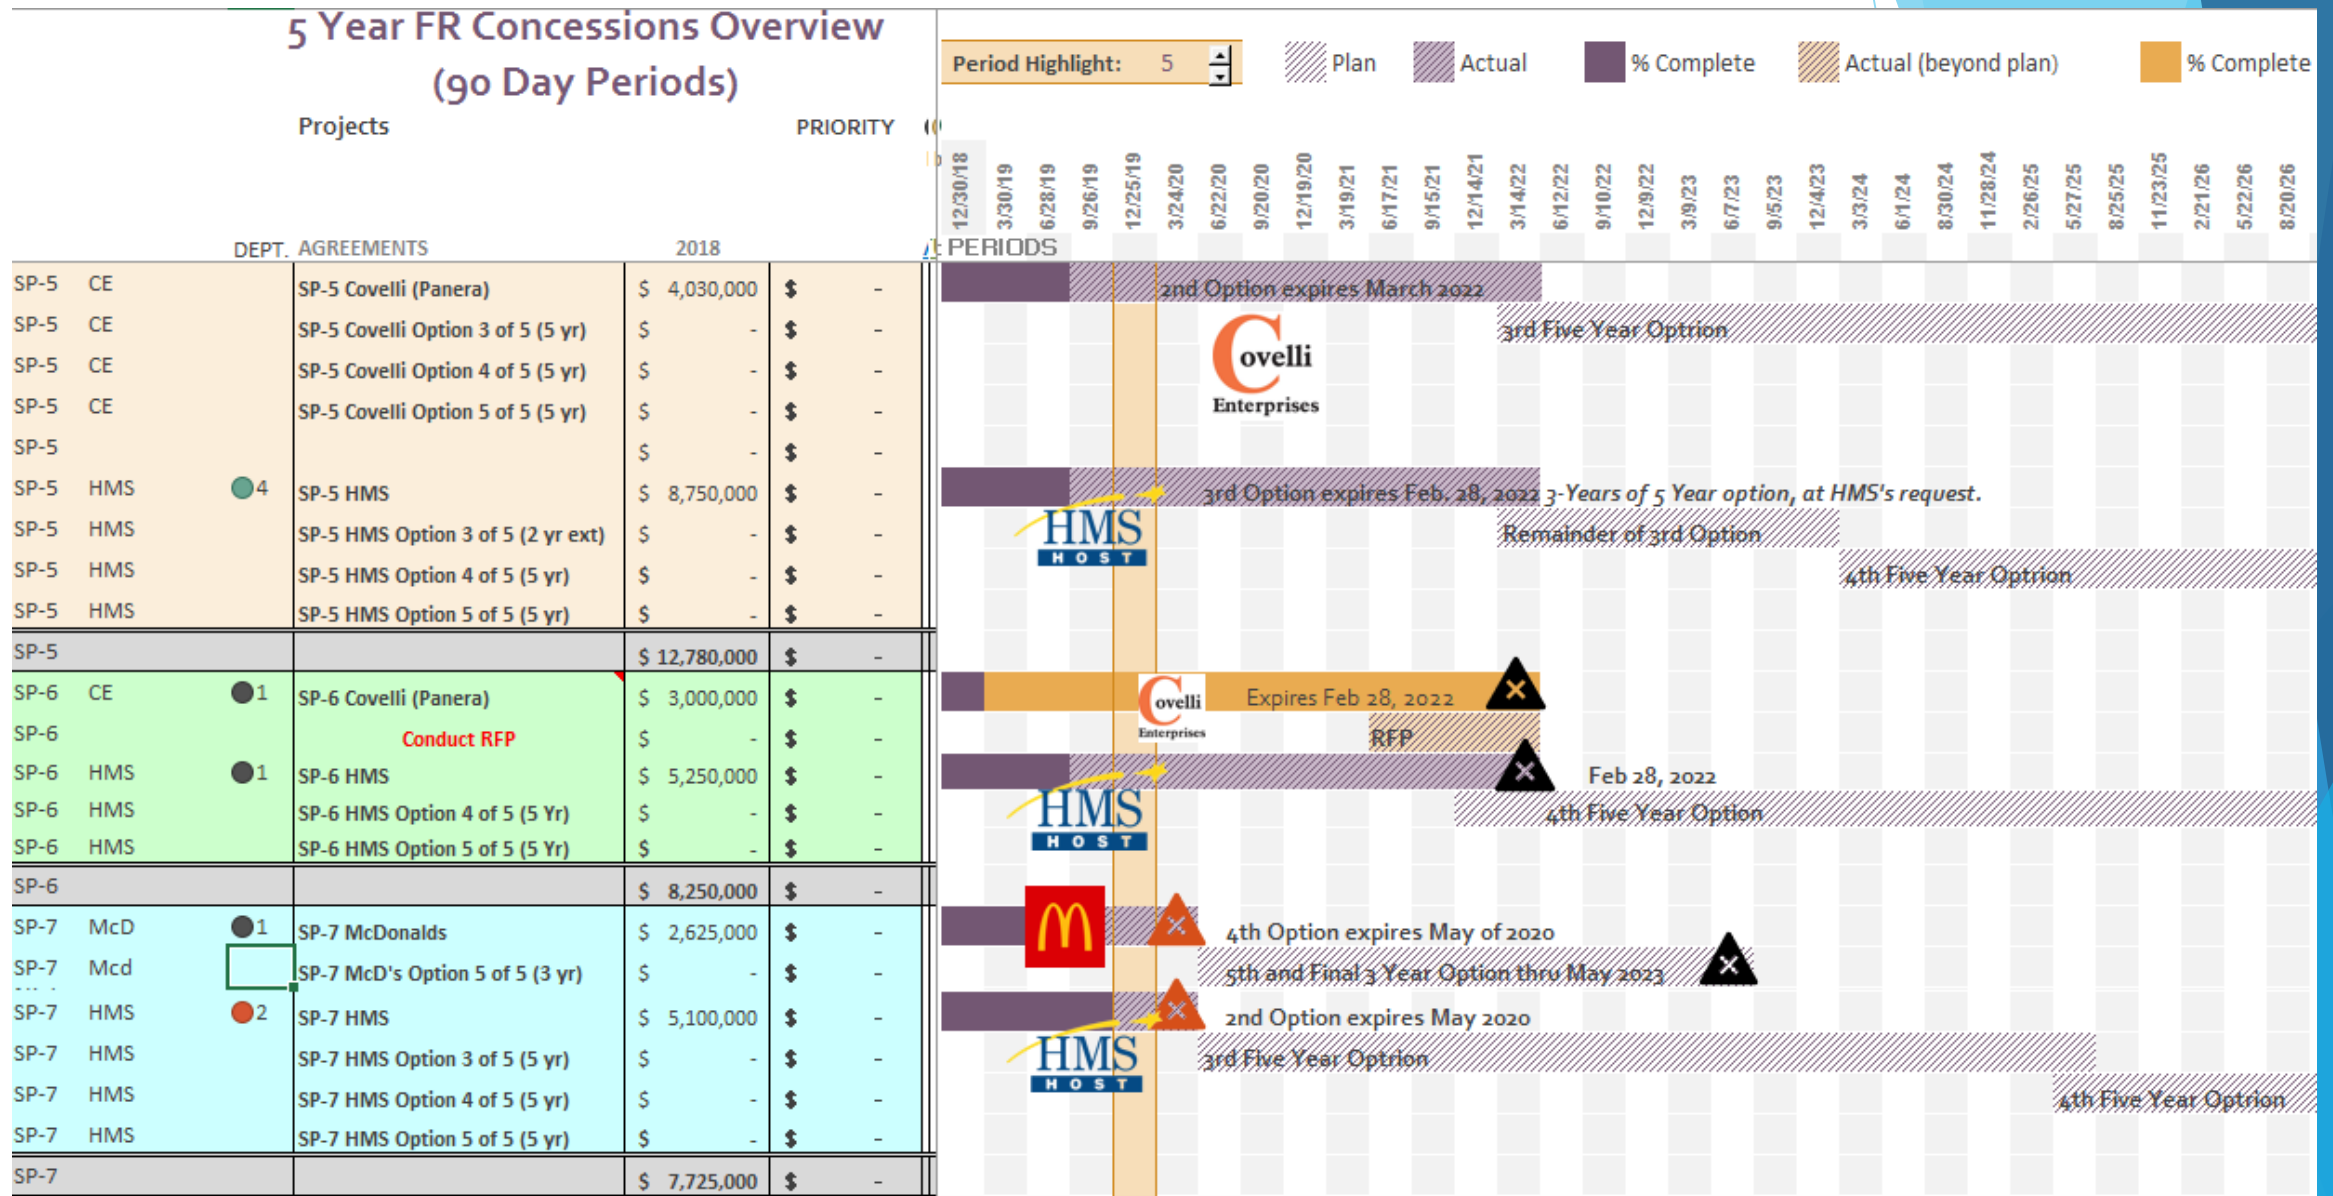 5 Year FR Concessions Overview
(90 Day Periods)
Period Highlight: 5
Plan
Actual
% Complete
Actual (beyond plan)
% Complete
Projects
PRIORITY
12/30/18 3/30/19 6/28/19 9/26/19 12/25/19 3/24/20 6/22/20 9/20/20 12/19/20 3/19/21 6/17/21 9/15/21 12/14/21 3/14/22 6/12/22 9/10/22 12/9/22 3/9/23 6/7/23 9/5/23 12/4/23 3/3/24 6/1/24 8/30/24 11/28/24 2/26/25 5/27/25 8/25/25 11/23/25 2/21/26 5/22/26 8/20/26
DEPT. AGREEMENTS 2018 PERIODS
SP-5 CE SP-5 Covelli (Panera) $ 4,030,000 $ - 2nd Option expires March 2022
SP-5 CE SP-5 Covelli Option 3 of 5 (5 yr) $ - $ - 3rd Five Year Optrion
SP-5 CE SP-5 Covelli Option 4 of 5 (5 yr) $ - $ -
SP-5 CE SP-5 Covelli Option 5 of 5 (5 yr) $ - $ -
Covelli
Enterprises
SP-5 $ - $ -
SP-5 HMS 4 SP-5 HMS $ 8,750,000 $ - 3rd Option expires Feb. 28, 2022 3-Years of 5 Year option, at HMS's request.
SP-5 HMS SP-5 HMS Option 3 of 5 (2 yr ext) $ - $ - Remainder of 3rd Option
HMS
HOST
SP-5 HMS SP-5 HMS Option 4 of 5 (5 yr) $ - $ - 4th Five Year Optrion
SP-5 HMS SP-5 HMS Option 5 of 5 (5 yr) $ - $ -
SP-5 $ 12,780,000 $ -
SP-6 CE 1 SP-6 Covelli (Panera) $ 3,000,000 $ - Expires Feb 28, 2022
Covelli
Enterprises
SP-6 Conduct RFP $ - $ - RFP
SP-6 HMS 1 SP-6 HMS $ 5,250,000 $ - Feb 28, 2022
SP-6 HMS SP-6 HMS Option 4 of 5 (5 Yr) $ - $ - 4th Five Year Option
HMS
HOST
SP-6 HMS SP-6 HMS Option 5 of 5 (5 Yr) $ - $ -
SP-6 $ 8,250,000 $ -
SP-7 McD 1 SP-7 McDonalds $ 2,625,000 $ - 4th Option expires May of 2020
SP-7 Mcd SP-7 McD's Option 5 of 5 (3 yr) $ - $ - 5th and Final 3 Year Option thru May 2023
SP-7 HMS 2 SP-7 HMS $ 5,100,000 $ - 2nd Option expires May 2020
SP-7 HMS SP-7 HMS Option 3 of 5 (5 yr) $ - $ - 3rd Five Year Optrion
HMS
HOST
SP-7 HMS SP-7 HMS Option 4 of 5 (5 yr) $ - $ - 4th Five Year Optrion
SP-7 HMS SP-7 HMS Option 5 of 5 (5 yr) $ - $ -
SP-7 $ 7,725,000 $ -